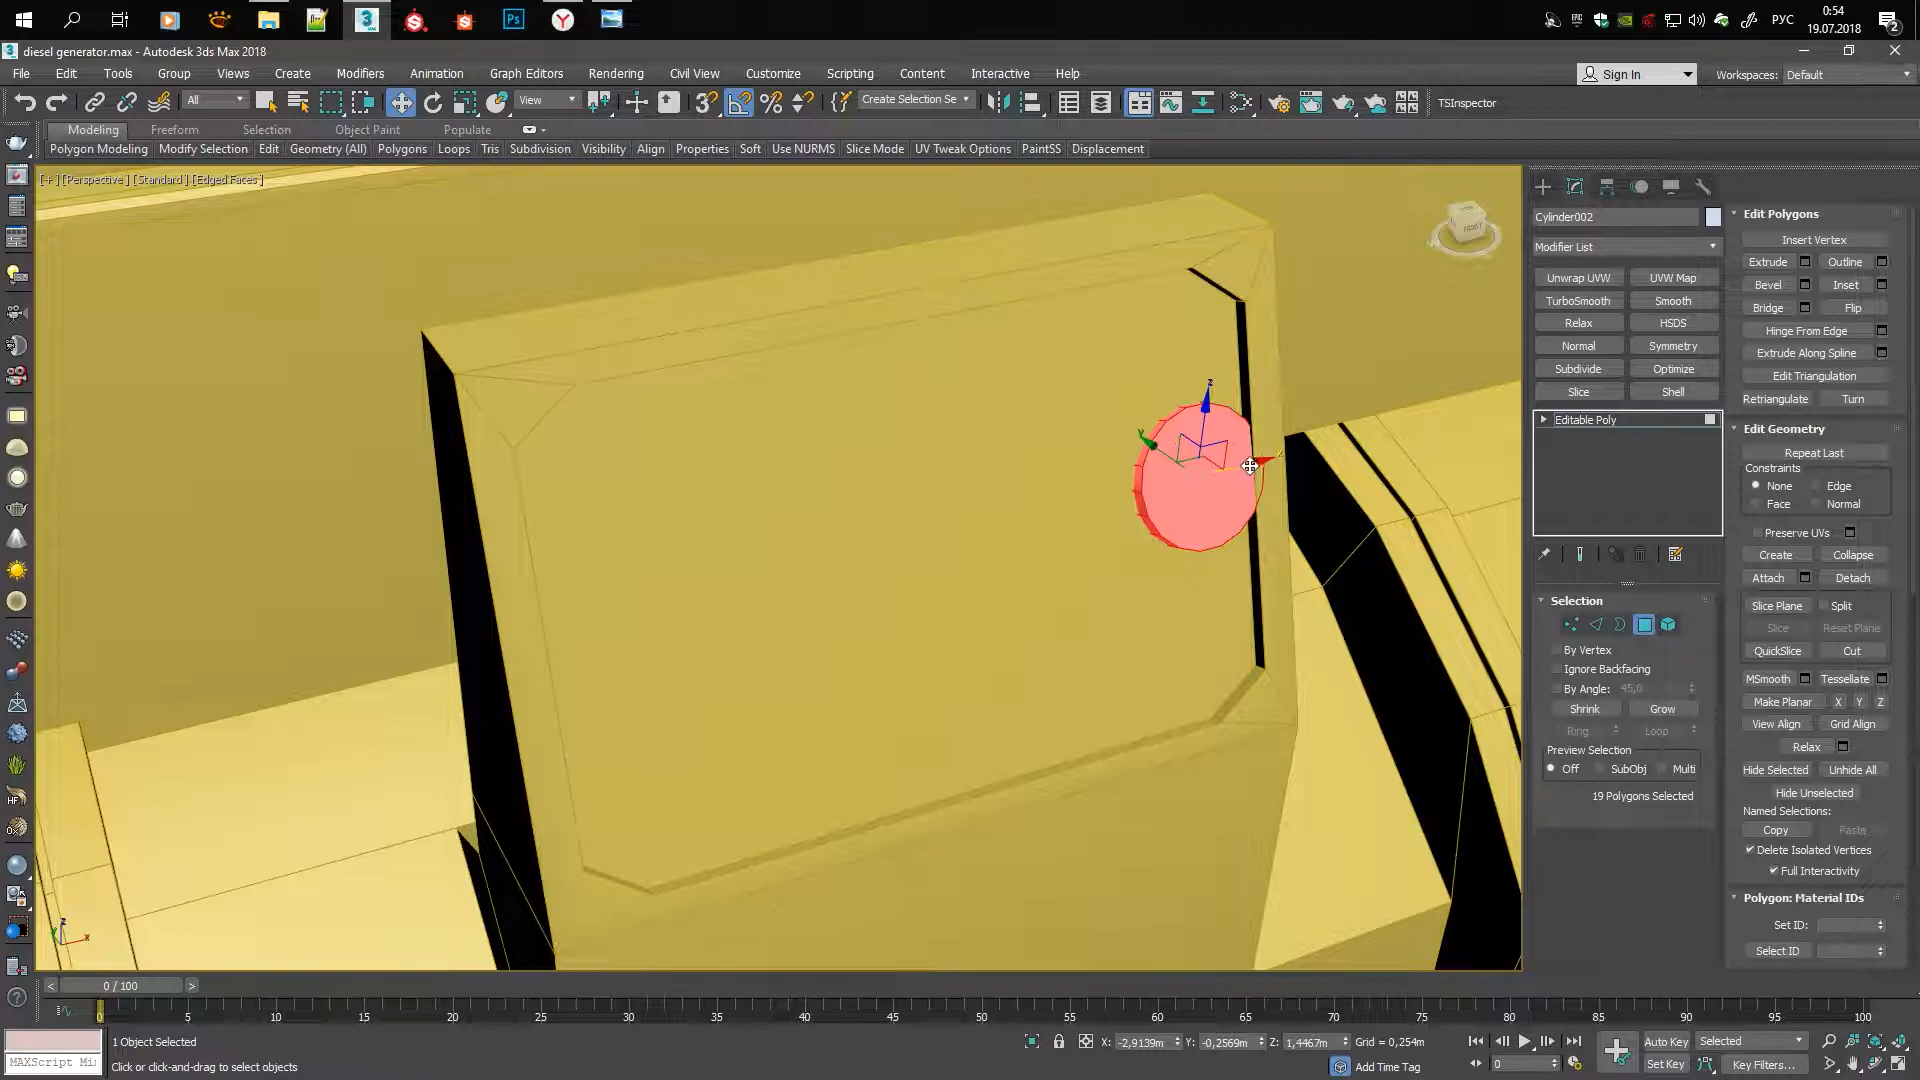 РУС
0:54
19.07.2018
2
diesel generator.max - Autodesk 3ds Max 2018
File Edit Tools Group Views Create Modifiers Animation Graph Editors Rendering Civil View Customize Scripting Content Interactive Help
Sign In
Workspaces: Default
All
View
Create Selection Se
TSInspector
Modeling Freeform Selection Object Paint Populate
Polygon Modeling Modify Selection Edit Geometry (All) Polygons Loops Tris Subdivision Visibility Align Properties Soft Use NURMS Slice Mode UV Tweak Options PaintSS Displacement
[+] [Perspective] [Standard] [Edged Faces]
FRONT
Cylinder002
Modifier List
Unwrap UVW UVW Map
TurboSmooth Smooth
Relax HSDS
Normal Symmetry
Subdivide Optimize
Slice Shell
Editable Poly
Selection
By Vertex
Ignore Backfacing
By Angle: 45,0
Shrink Grow
Ring Loop
Preview Selection
Off SubObj Multi
19 Polygons Selected
Edit Polygons
Insert Vertex
Extrude Outline
Bevel Inset
Bridge Flip
Hinge From Edge
Extrude Along Spline
Edit Triangulation
Retriangulate Turn
Edit Geometry
Repeat Last
Constraints
None Edge
Face Normal
Preserve UVs
Create Collapse
Attach Detach
Slice Plane Split
Slice Reset Plane
QuickSlice Cut
MSmooth Tessellate
Make Planar X Y Z
View Align Grid Align
Relax
Hide Selected Unhide All
Hide Unselected
Named Selections:
Copy Paste
Delete Isolated Vertices
Full Interactivity
Polygon: Material IDs
Set ID:
Select ID
0 / 100
0 5 10 15 20 25 30 35 40 45 50 55 60 65 70 75 80 85 90 95 100
1 Object Selected
MAXScript Mi
Click or click-and-drag to select objects
X: -2,9139m Y: -0,2569m Z: 1,4467m Grid = 0,254m
Add Time Tag
0
Auto Key Selected
Set Key Key Filters...